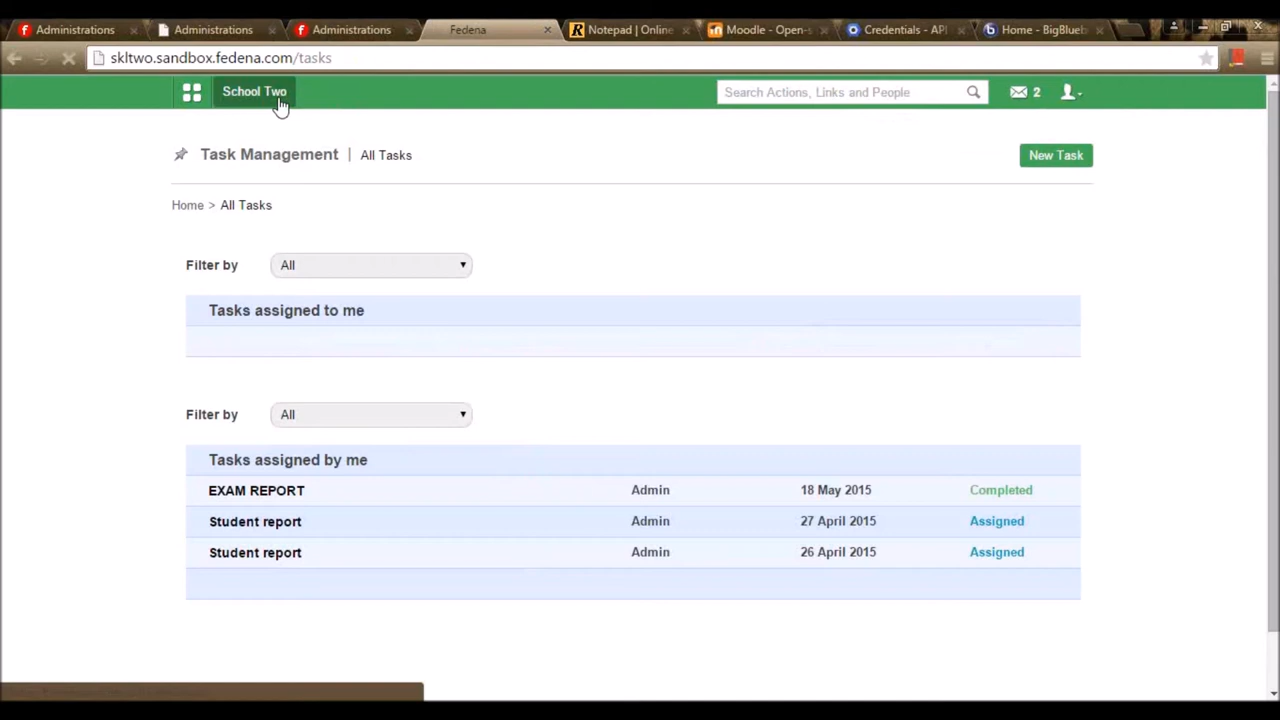 Administrations
Administrations
Administrations
Fedena
Notepad | Online
Moodle - Open-s
Credentials - API
Home - BigBlueb
skltwo.sandbox.fedena.com/tasks
School Two
Search Actions, Links and People
2
Task Management | All Tasks
New Task
Home > All Tasks
Filter by
All
Tasks assigned to me
Filter by
All
Tasks assigned by me
EXAM REPORT Admin 18 May 2015 Completed
Student report Admin 27 April 2015 Assigned
Student report Admin 26 April 2015 Assigned